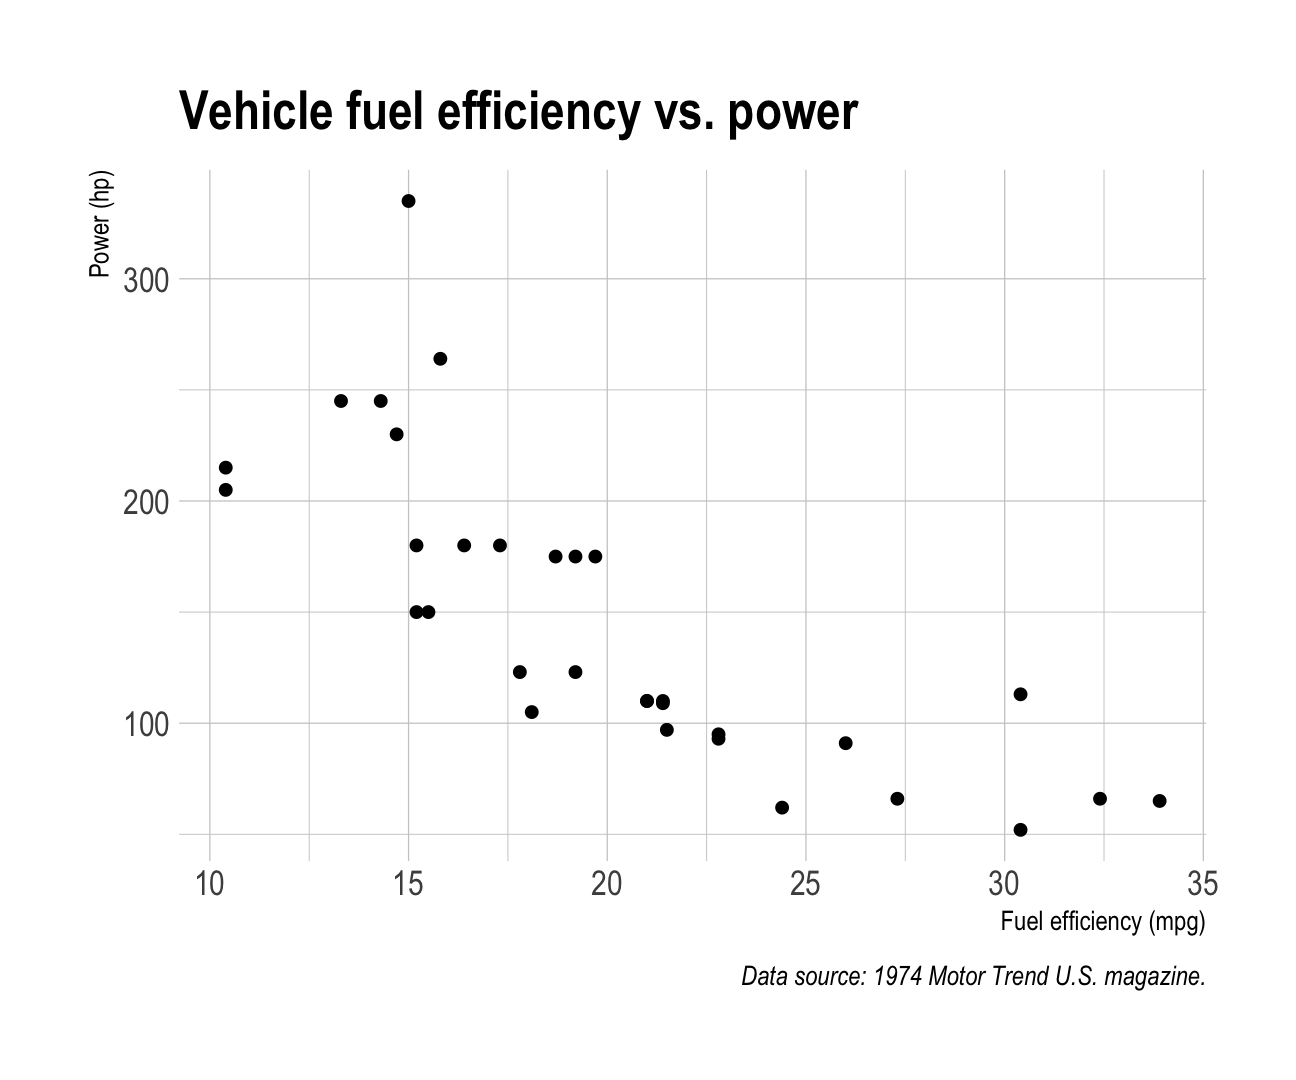 Vehicle fuel efficiency vs. power
Power (hp)
300
200
100
10 15 20 25 30 35
Fuel efficiency (mpg)
Data source: 1974 Motor Trend U.S. magazine.